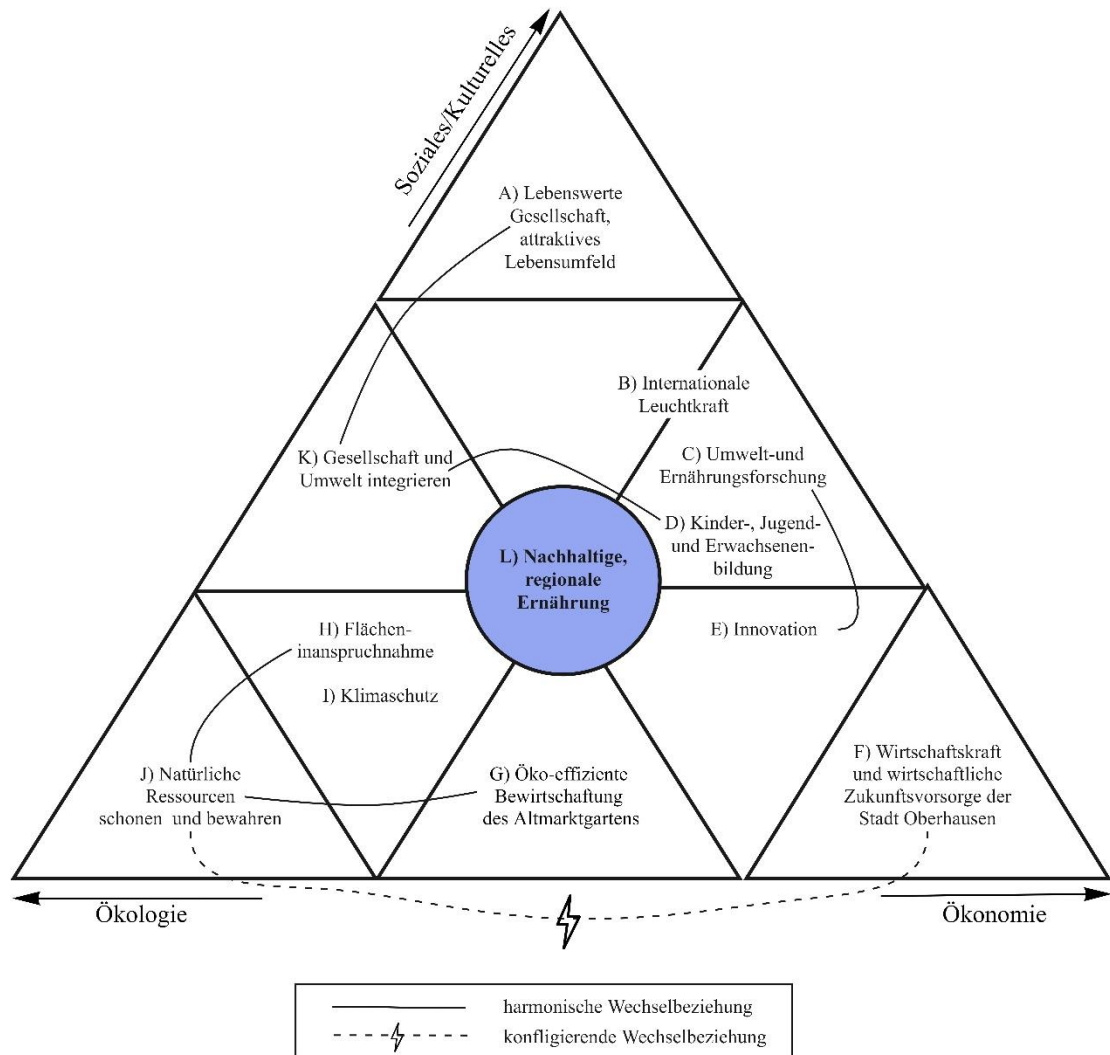 Soziales/Kulturelles
A) Lebenswerte
Gesellschaft,
attraktives
Lebensumfeld
B) Internationale
Leuchtkraft
K) Gesellschaft und
Umwelt integrieren
C) Umwelt-und
Ernährungsforschung
D) Kinder-, Jugend-
und Erwachsenen-
bildung
L) Nachhaltige,
regionale
Ernährung
H) Flächen-
inanspruchnahme
E) Innovation
I) Klimaschutz
J) Natürliche
Ressourcen
schonen und bewahren
G) Öko-effiziente
Bewirtschaftung
des Altmarktgartens
F) Wirtschaftskraft
und wirtschaftliche
Zukunftsvorsorge der
Stadt Oberhausen
Ökologie
Ökonomie
harmonische Wechselbeziehung
konfligierende Wechselbeziehung